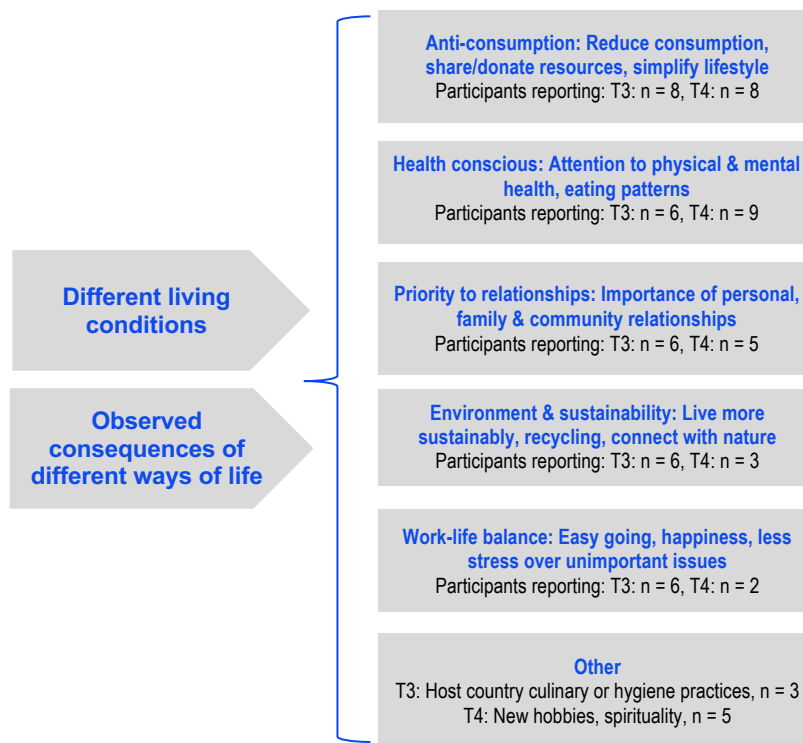 Different living
conditions
Observed
consequences of
different ways of life
Anti-consumption: Reduce consumption,
share/donate resources, simplify lifestyle
Participants reporting: T3: n = 8, T4: n = 8
Health conscious: Attention to physical & mental
health, eating patterns
Participants reporting: T3: n = 6, T4: n = 9
Priority to relationships: Importance of personal,
family & community relationships
Participants reporting: T3: n = 6, T4: n = 5
Environment & sustainability: Live more
sustainably, recycling, connect with nature
Participants reporting: T3: n = 6, T4: n = 3
Work-life balance: Easy going, happiness, less
stress over unimportant issues
Participants reporting: T3: n = 6, T4: n = 2
Other
T3: Host country culinary or hygiene practices, n = 3
T4: New hobbies, spirituality, n = 5